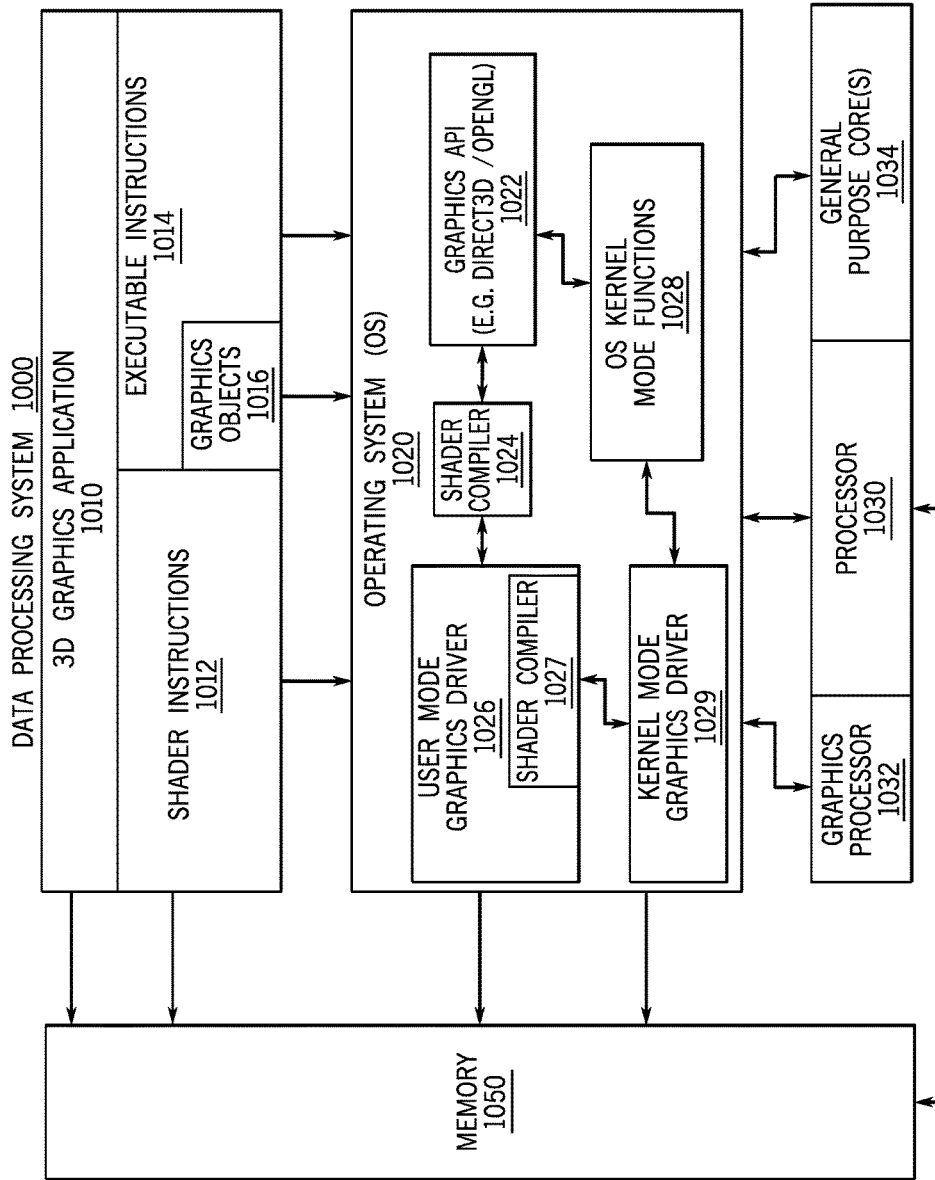 DATA PROCESSING SYSTEM 1000
3D GRAPHICS APPLICATION
1010
SHADER INSTRUCTIONS
1012
EXECUTABLE INSTRUCTIONS
1014
GRAPHICS
OBJECTS
1016
OPERATING SYSTEM (OS)
1020
USER MODE
GRAPHICS DRIVER
1026
SHADER COMPILER
1027
SHADER
COMPILER
1024
GRAPHICS API
(E.G. DIRECT3D / OPENGL)
1022
KERNEL MODE
GRAPHICS DRIVER
1029
OS KERNEL
MODE FUNCTIONS
1028
GRAPHICS
PROCESSOR
1032
PROCESSOR
1030
GENERAL
PURPOSE CORE(S)
1034
MEMORY
1050